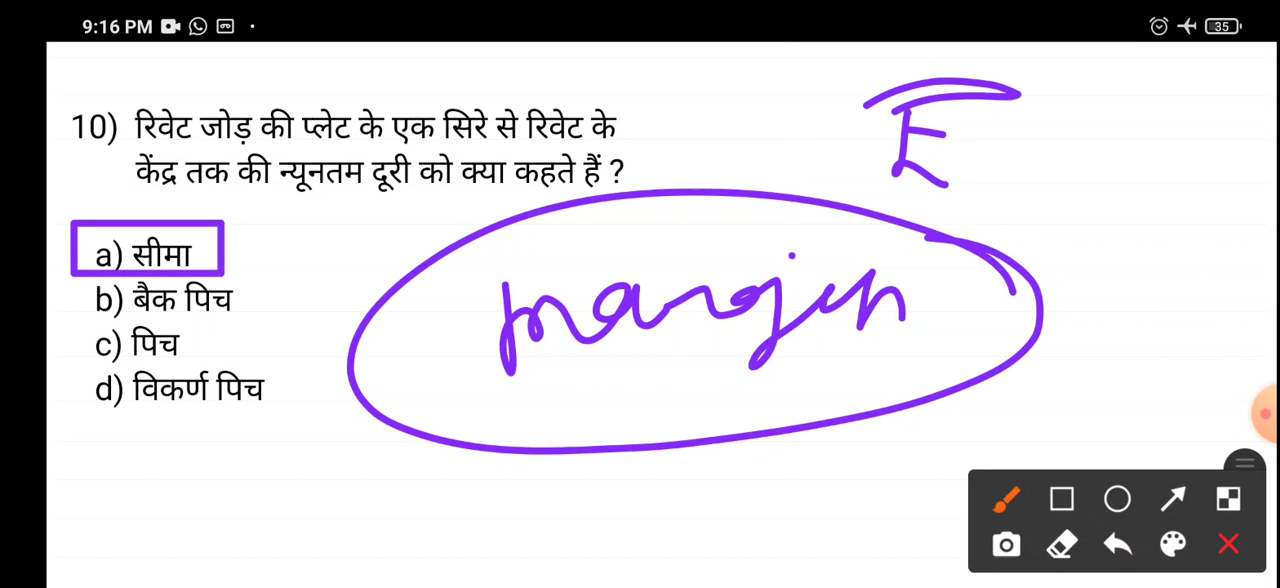 9:16 PM
35
10) रिवेट जोड़ की प्लेट के एक सिरे से रिवेट के
केंद्र तक की न्यूनतम दूरी को क्या कहते हैं ?
E
a) सीमा
margin
b) बैक पिच
c) पिच
d) विकर्ण पिच